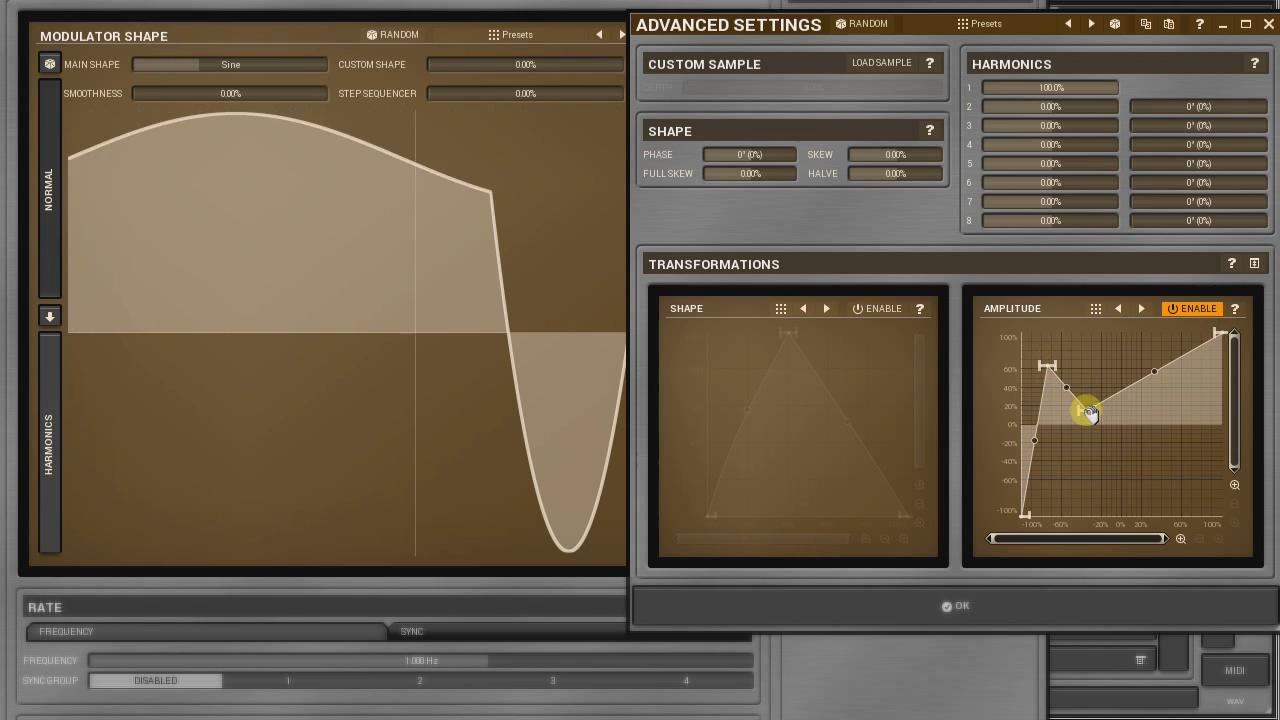 MODULATOR SHAPE
RANDOM
Presets
MAIN SHAPE
Sine
CUSTOM SHAPE
0.00%
SMOOTHNESS
0.00%
STEP SEQUENCER
0.00%
NORMAL
HARMONICS
RATE
FREQUENCY
SYNC
FREQUENCY
1.000 Hz
SYNC GROUP
DISABLED
1
2
3
4
ADVANCED SETTINGS
RANDOM
Presets
?
CUSTOM SAMPLE
LOAD SAMPLE
?
DEPTH
SHAPE
?
PHASE
0° (0%)
SKEW
0.00%
FULL SKEW
0.00%
HALVE
0.00%
HARMONICS
?
1
100.0%
2
0.00%
0° (0%)
3
0.00%
0° (0%)
4
0.00%
0° (0%)
5
0.00%
0° (0%)
6
0.00%
0° (0%)
7
0.00%
0° (0%)
8
0.00%
0° (0%)
TRANSFORMATIONS
?
SHAPE
ENABLE
?
AMPLITUDE
ENABLE
?
100%
60%
40%
20%
0%
-20%
-40%
-60%
-100%
-100%
-60%
-20%
0%
20%
60%
100%
OK
MIDI
WAV